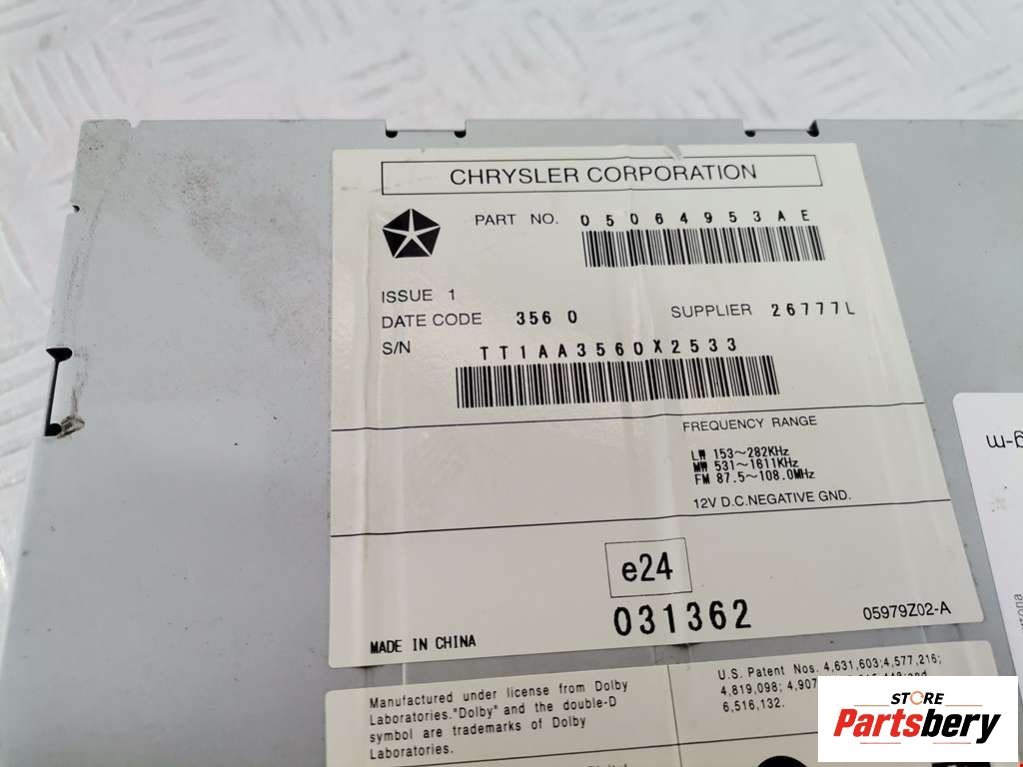 CHRYSLER CORPORATION
PART NO. 05064953AE
ISSUE 1
DATE CODE 3560 SUPPLIER 26777L
S/N TT1AA3560X2533
FREQUENCY RANGE
LW 153~282KHz
MW 531~1611KHz
FM 87.5~108.0MHz
12V D.C.NEGATIVE GND.
e24
031362
05979Z02-A
MADE IN CHINA
Manufactured under license from Dolby
Laboratories."Dolby" and the double-D
symbol are trademarks of Dolby
Laboratories.
U.S. Patent Nos. 4,631,603;4,577,216;
4,819,098; 4,907
6,516,132.
g-m
STORE
Partsbery